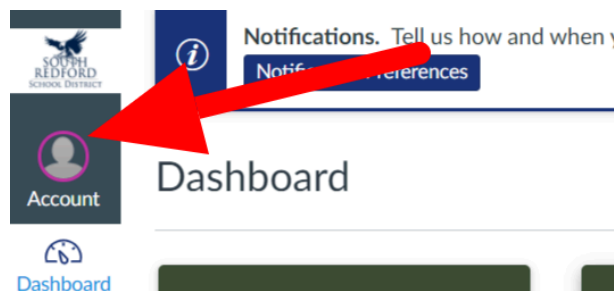 SOUTH
REDFORD
SCHOOL DISTRICT
Account
Dashboard
Notifications. Tell us how and when
Dashboard